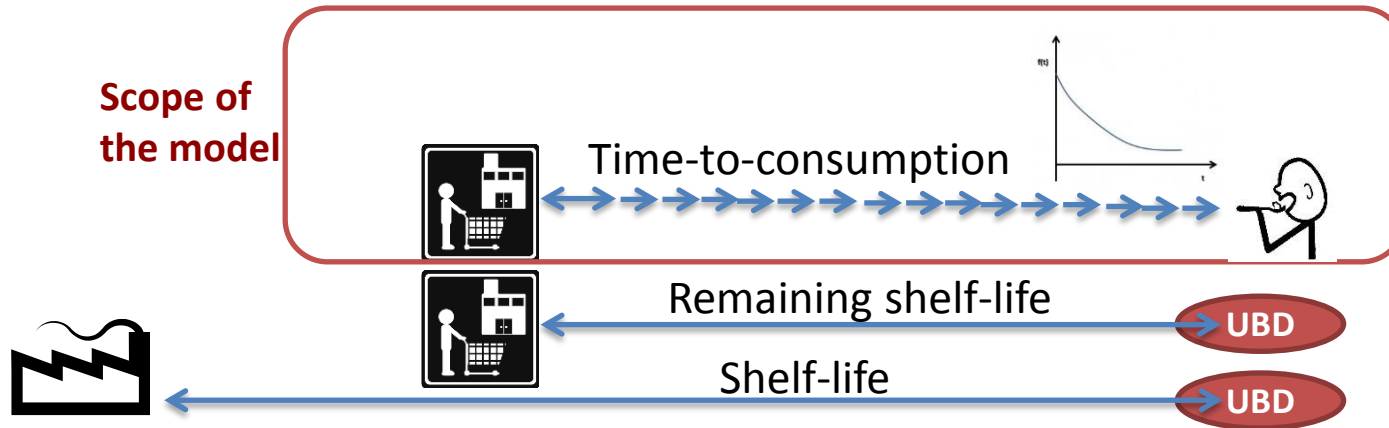 Scope of
the model
f(t)
t
Time-to-consumption
Remaining shelf-life
UBD
Shelf-life
UBD